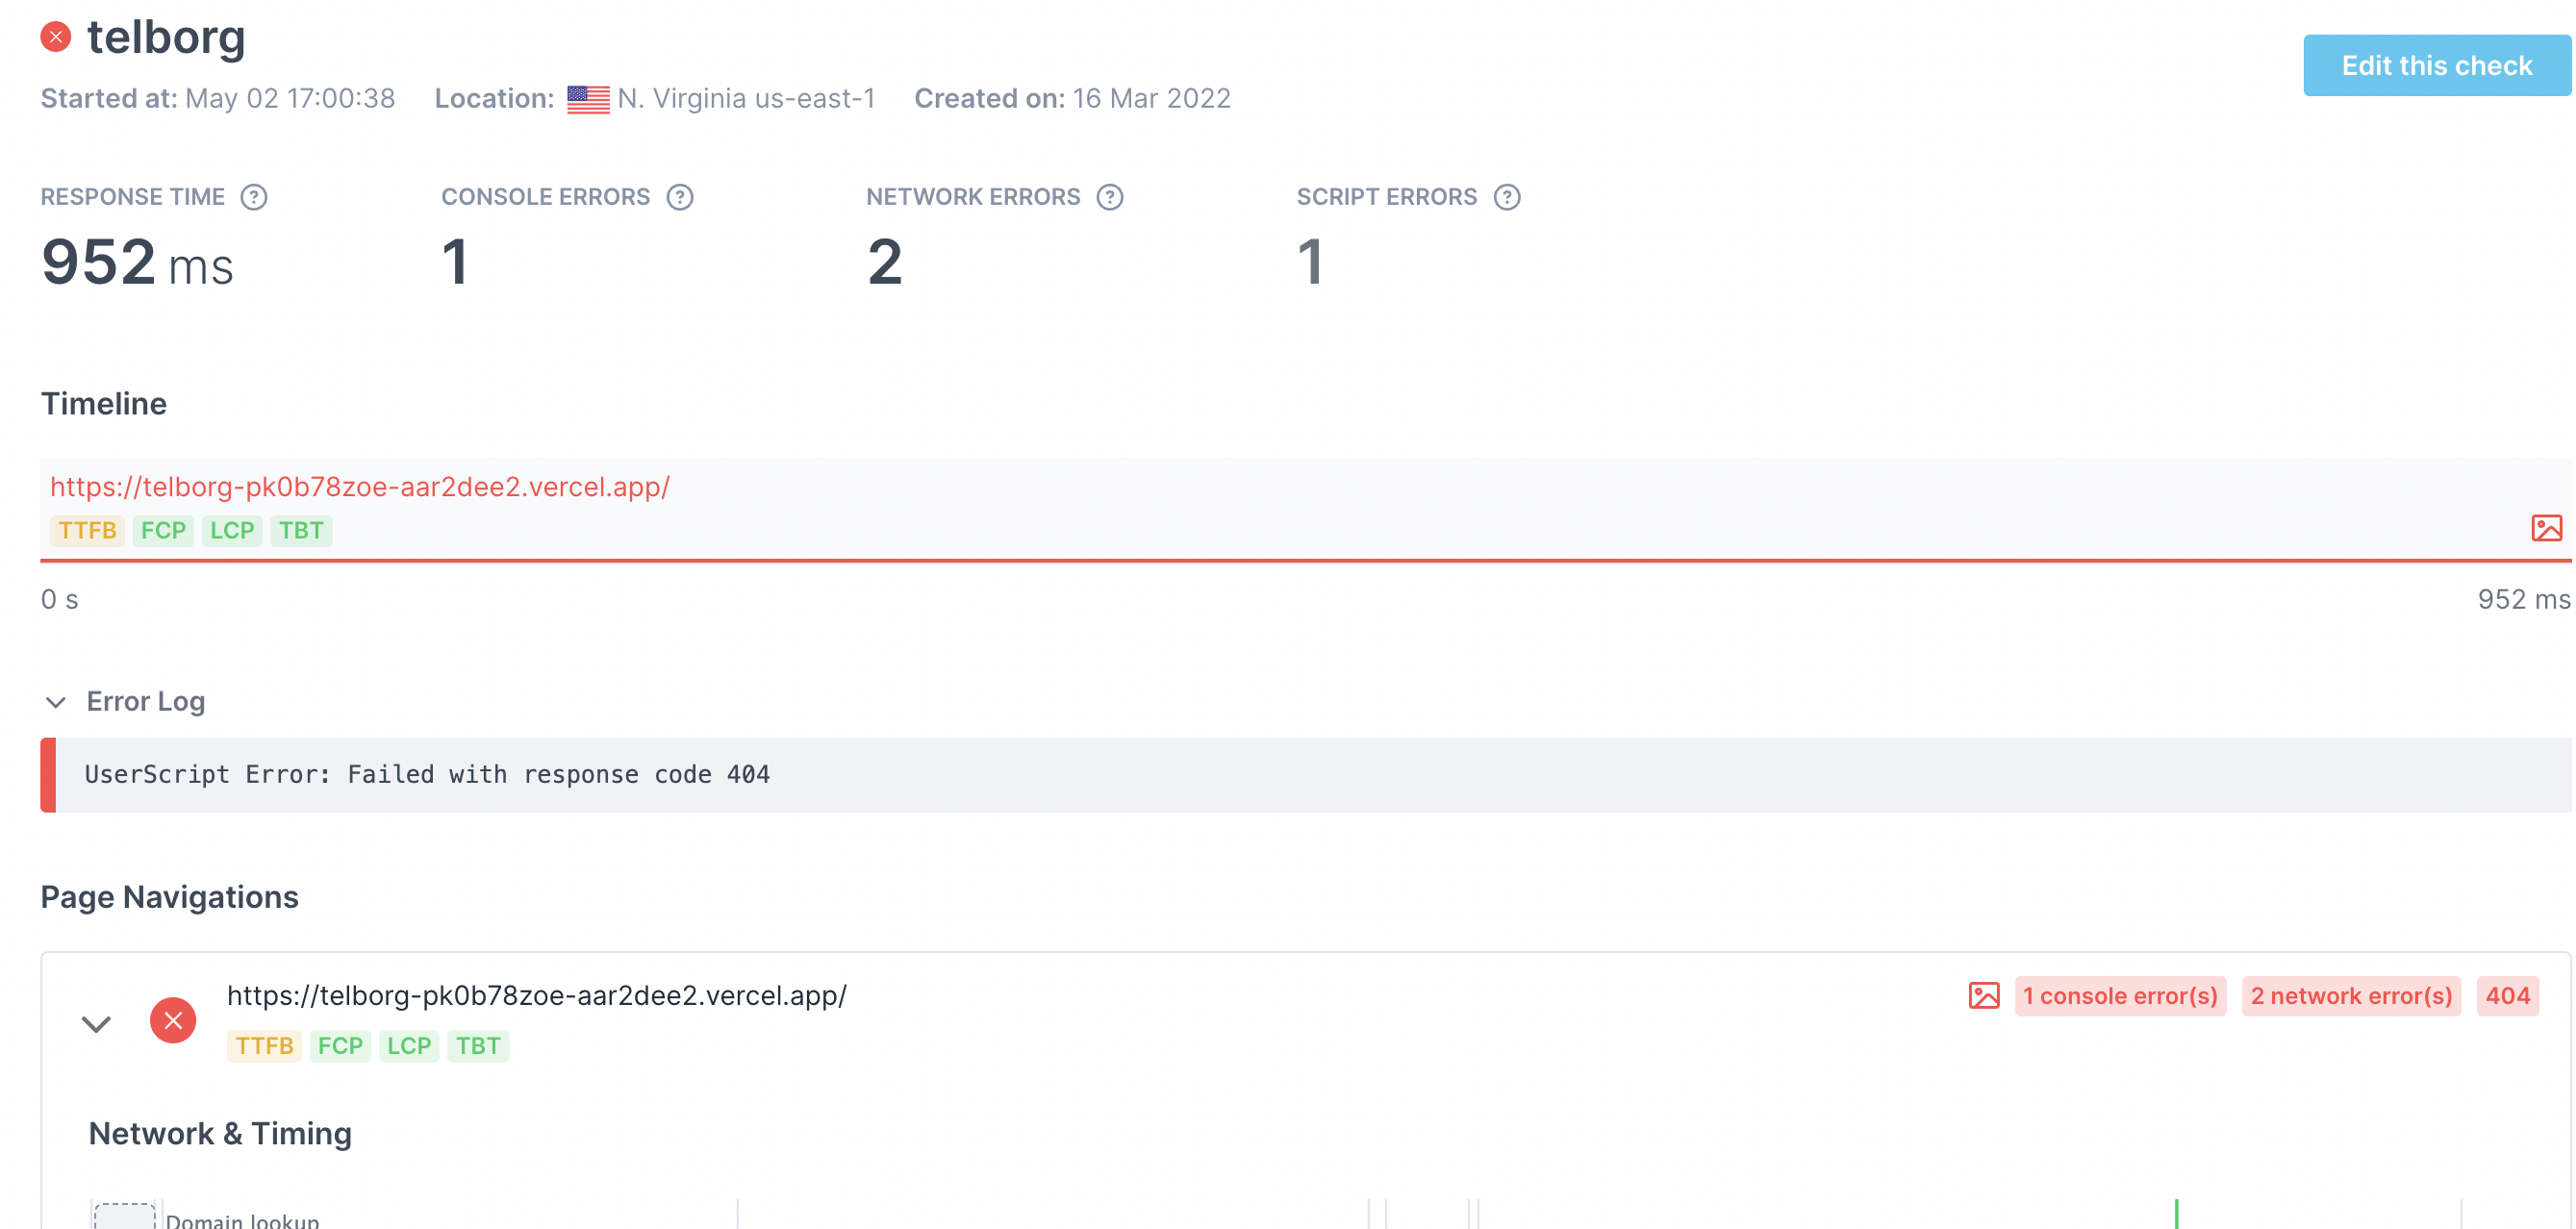 telborg
Edit this check
Started at: May 02 17:00:38 Location: N. Virginia us-east-1 Created on: 16 Mar 2022
RESPONSE TIME ? CONSOLE ERRORS ? NETWORK ERRORS ? SCRIPT ERRORS ?
952 ms 1 2 1
Timeline
https://telborg-pk0b78zoe-aar2dee2.vercel.app/
TTFB FCP LCP TBT
0 s 952 ms
Error Log
UserScript Error: Failed with response code 404
Page Navigations
https://telborg-pk0b78zoe-aar2dee2.vercel.app/ 1 console error(s) 2 network error(s) 404
TTFB FCP LCP TBT
Network & Timing
Domain lookup